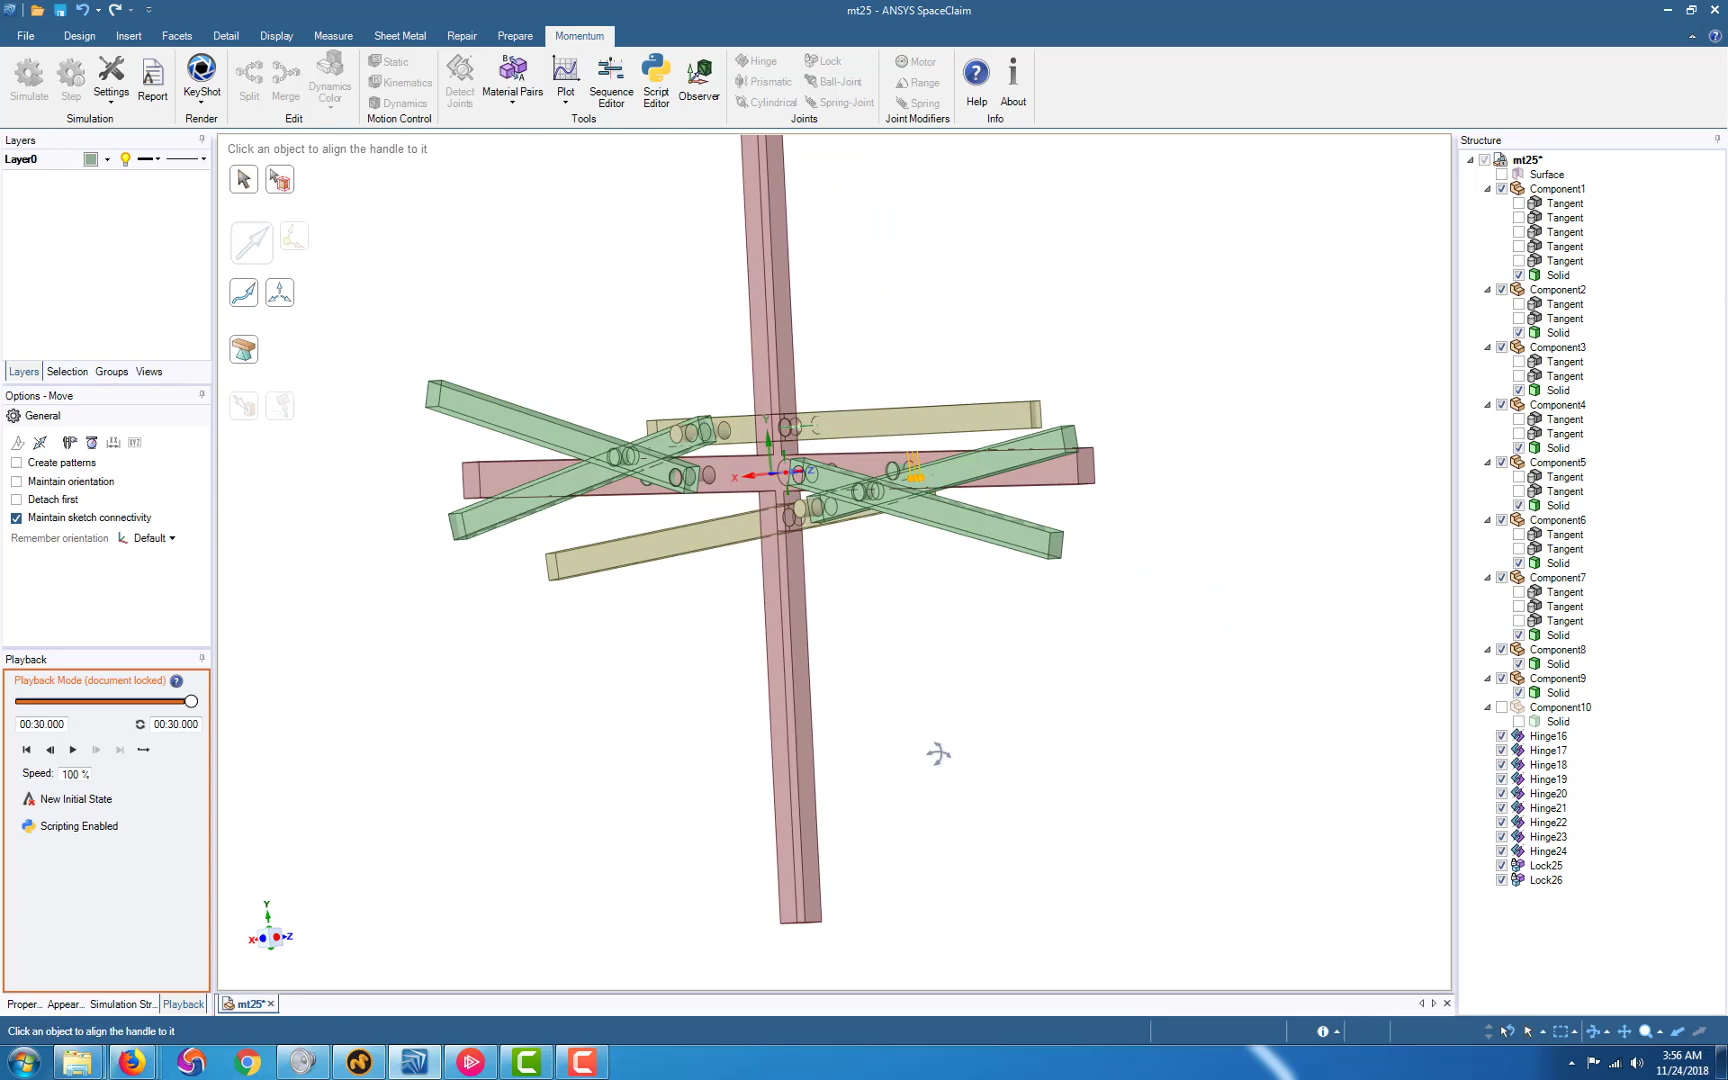 mt25 - ANSYS SpaceClaim
File Design Insert Facets Detail Display Measure Sheet Metal Repair Prepare Momentum
Simulate Step Settings Report KeyShot Split Merge Dynamics Color Static Kinematics Dynamics Detect Joints Material Pairs Plot Sequence Editor Script Editor Observer Hinge Prismatic Cylindrical Lock Ball-Joint Spring-Joint Motor Range Spring Help About
Simulation Render Edit Motion Control Tools Joints Joint Modifiers Info
Layers
Layer0
Layers Selection Groups Views
Options - Move
General
Create patterns
Maintain orientation
Detach first
Maintain sketch connectivity
Remember orientation Default
Playback
Playback Mode (document locked)
00:30.000 00:30.000
Speed: 100 %
New Initial State
Scripting Enabled
Proper... Appear... Simulation Str... Playback
Click an object to align the handle to it
Y
X Z
Y
X Z
mt25*
Structure
mt25*
Surface
Component1
Tangent
Tangent
Tangent
Tangent
Tangent
Solid
Component2
Tangent
Tangent
Solid
Component3
Tangent
Tangent
Solid
Component4
Tangent
Tangent
Solid
Component5
Tangent
Tangent
Solid
Component6
Tangent
Tangent
Solid
Component7
Tangent
Tangent
Tangent
Solid
Component8
Solid
Component9
Solid
Component10
Solid
Hinge16
Hinge17
Hinge18
Hinge19
Hinge20
Hinge21
Hinge22
Hinge23
Hinge24
Lock25
Lock26
Click an object to align the handle to it
3:56 AM
11/24/2018